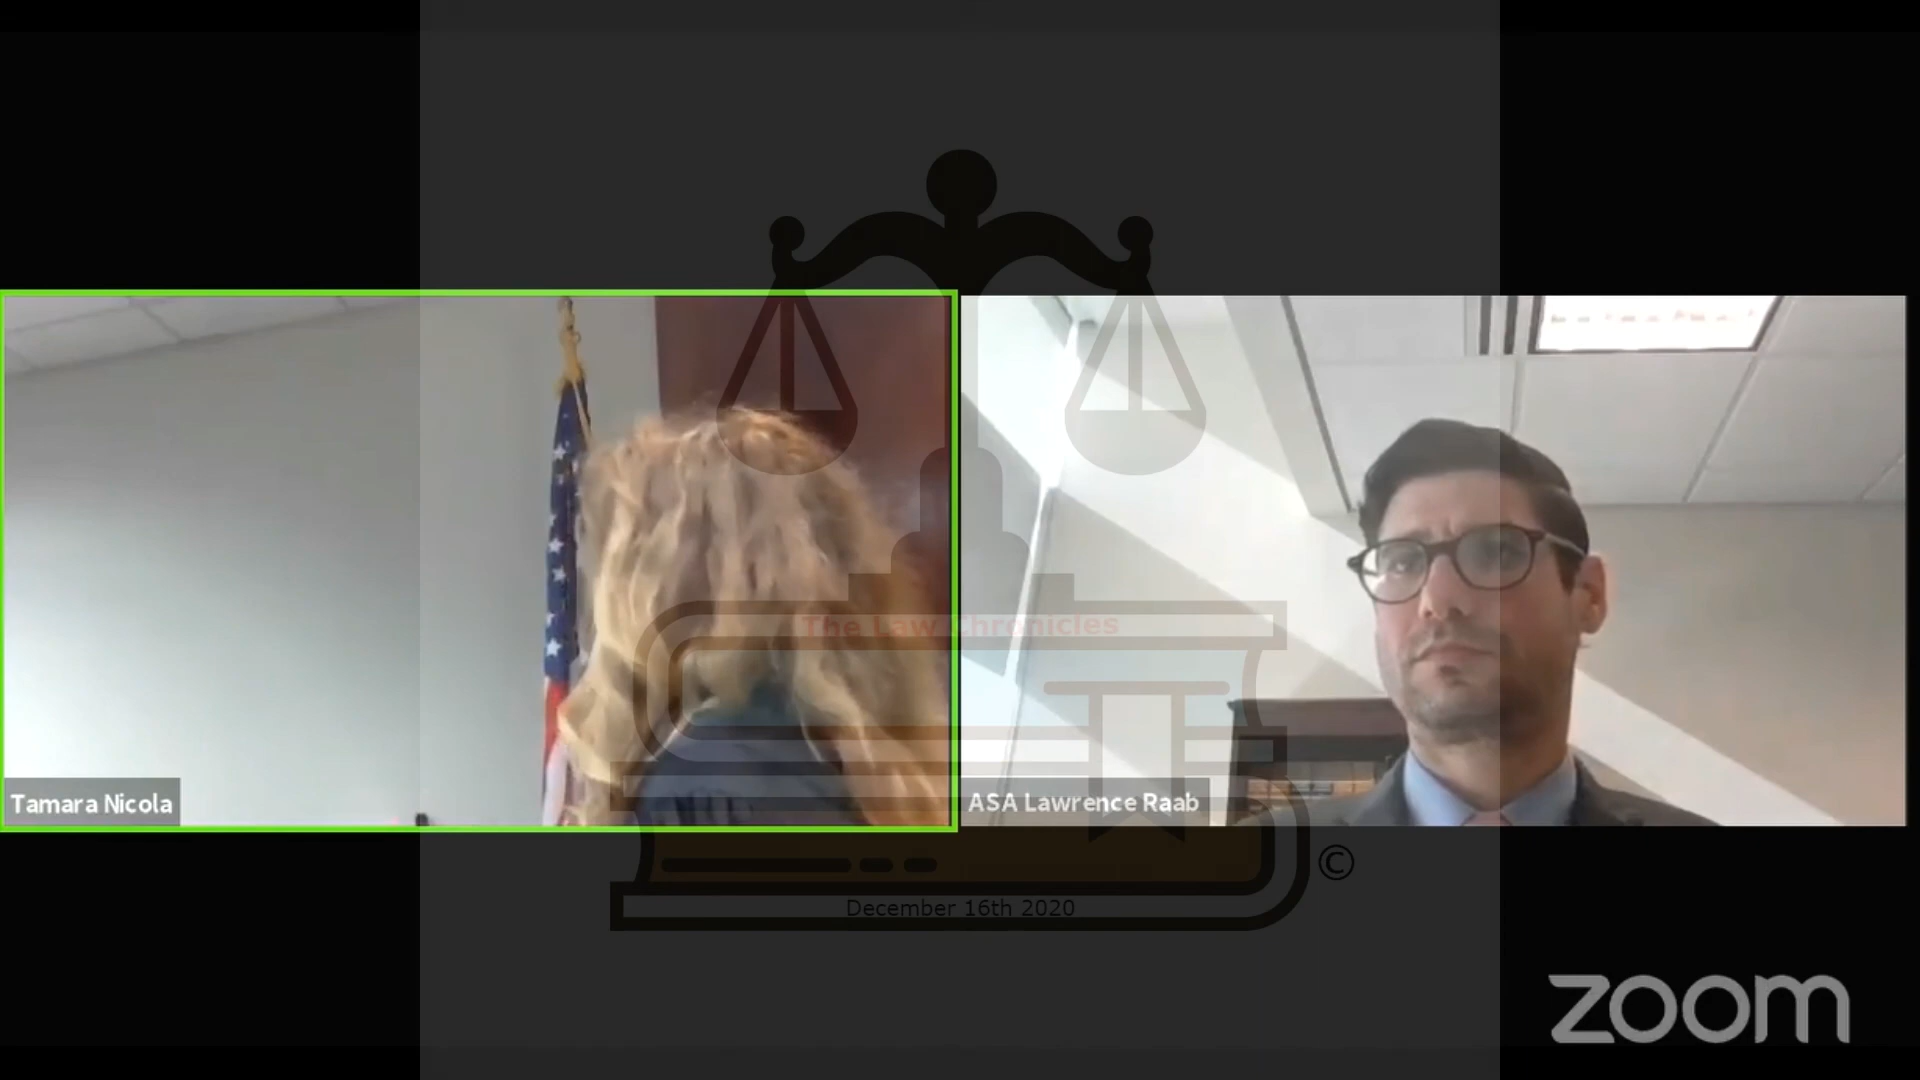 The Law Chronicles
Tamara Nicola
ASA Lawrence Raab
©
December 16th 2020
zoom